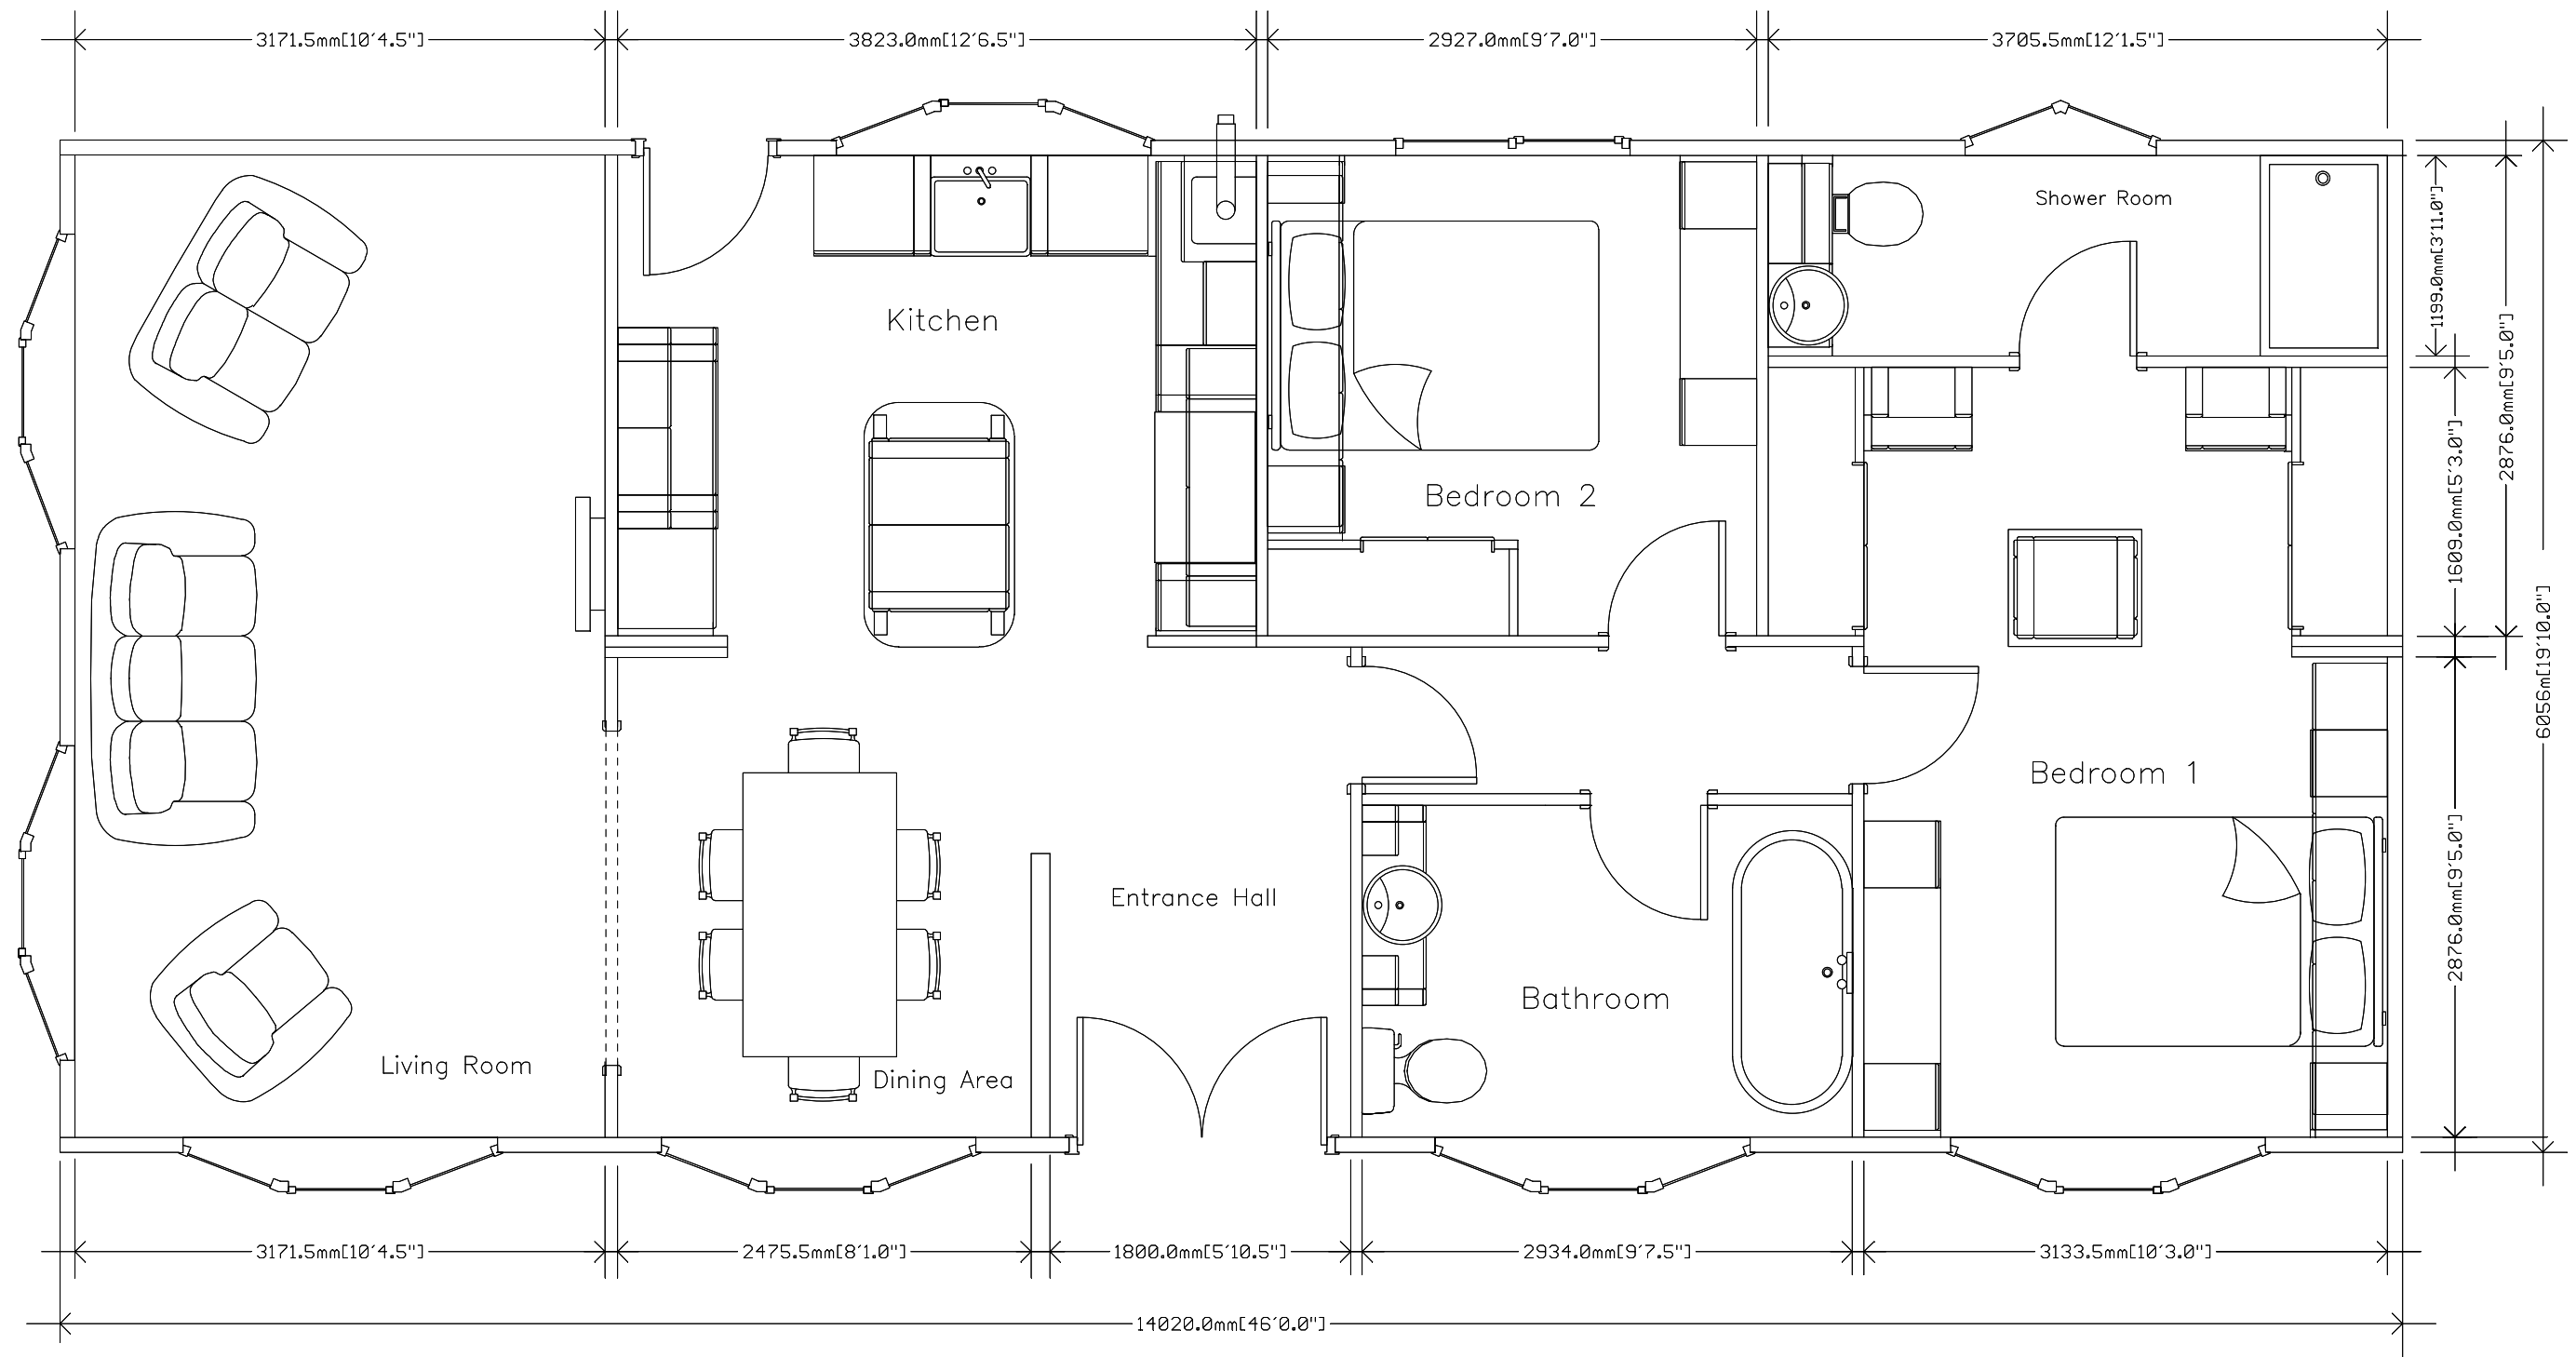 3171.5mm[10'4.5"]
3823.0mm[12'6.5"]
2927.0mm[9'7.0"]
3705.5mm[12'1.5"]
Shower Room
1199.0mm[3'11.0"]
Kitchen
2876.0mm[9'5.0"]
Bedroom 2
1609.0mm[5'3.0"]
6056m[19'10.0"]
Bedroom 1
Entrance Hall
2876.0mm[9'5.0"]
Bathroom
Living Room
Dining Area
3171.5mm[10'4.5"]
2475.5mm[8'1.0"]
1800.0mm[5'10.5"]
2934.0mm[9'7.5"]
3133.5mm[10'3.0"]
14020.0mm[46'0.0"]